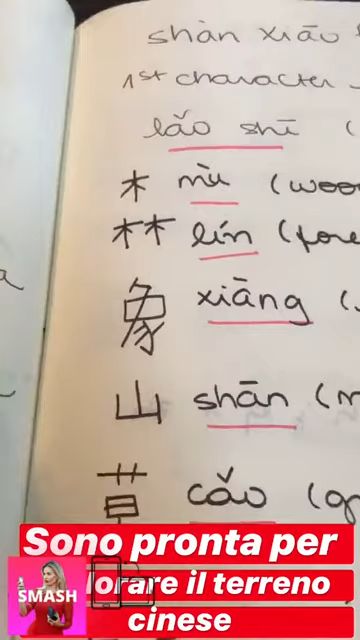 shàn xiāo
1st character
lǎo shī (
木 mù (woo
林 lín (fore
象 xiàng (
山 shān (m
草 cǎo (g
Sono pronta per
lorare il terreno
cinese
SMASH